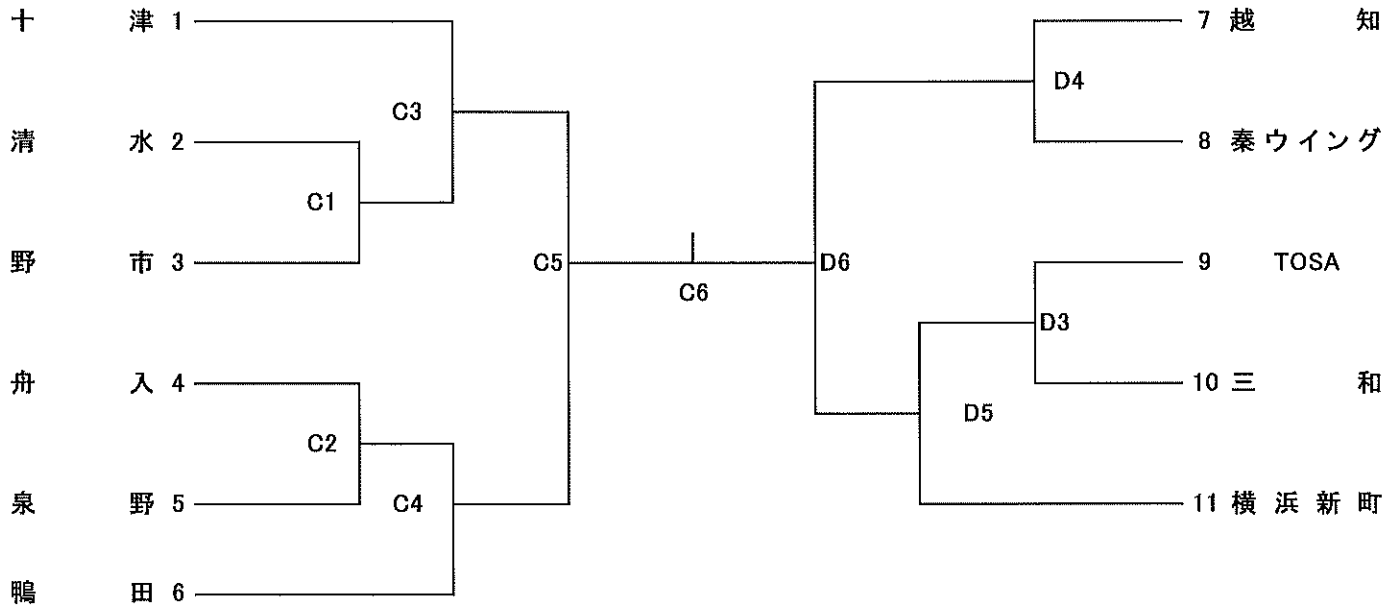 十津 1
C3
清水 2
C1
野市 3
C5
舟入 4
C2
泉野 5
C4
鴨田 6
C6
7 越知
D4
8 秦ウイング
D6
9 TOSA
D3
10 三和
D5
11 横浜新町